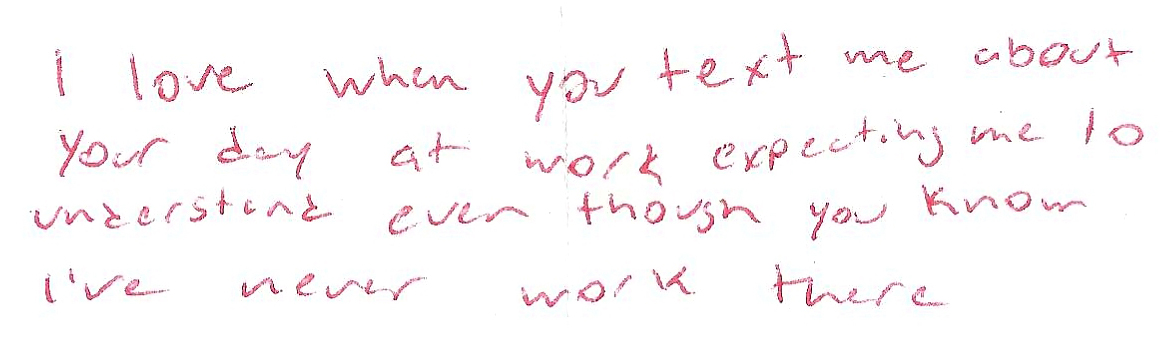 I love when you text me about
your day at work expecting me to
understand even though you know
I've never work there